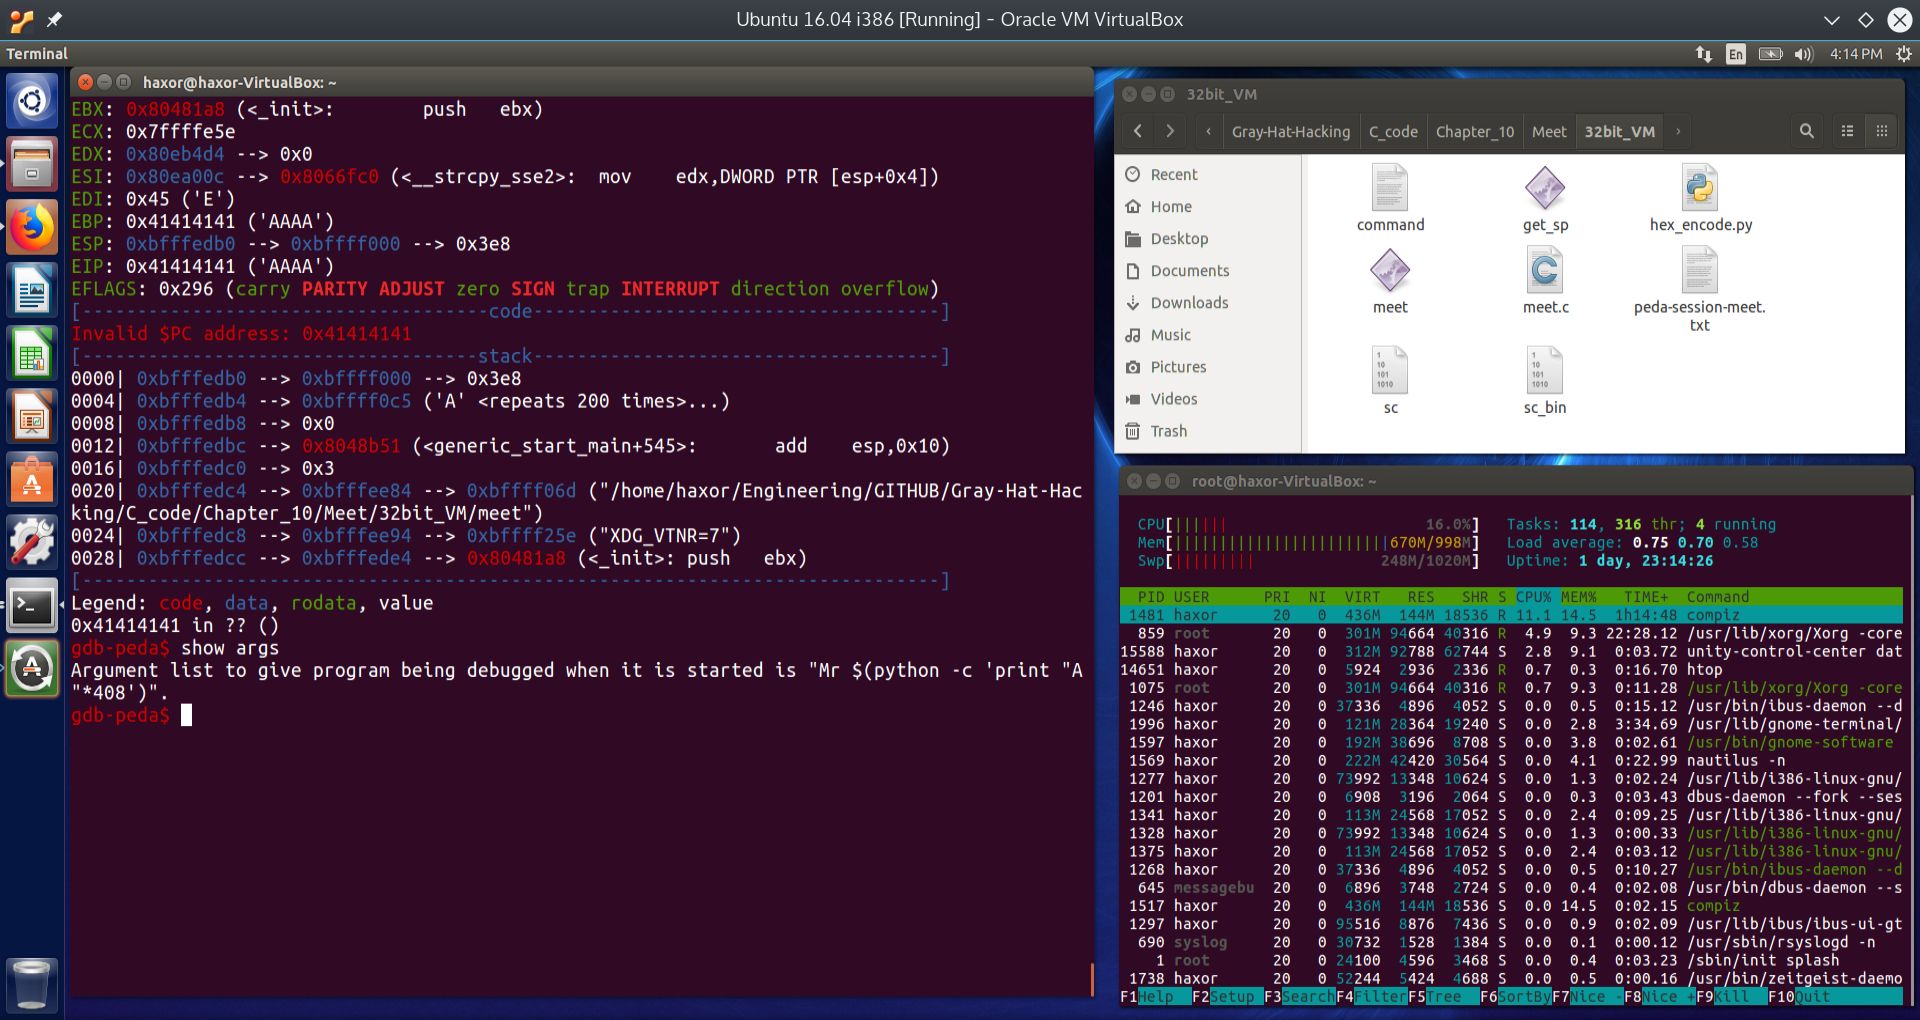 Ubuntu 16.04 i386 [Running] - Oracle VM VirtualBox
Terminal
En
4:14 PM
haxor@haxor-VirtualBox: ~
EBX: 0x80481a8 (<_init>: push ebx)
ECX: 0x7ffffe5e
EDX: 0x80eb4d4 --> 0x0
ESI: 0x80ea00c --> 0x8066fc0 (<__strcpy_sse2>: mov edx,DWORD PTR [esp+0x4])
EDI: 0x45 ('E')
EBP: 0x41414141 ('AAAA')
ESP: 0xbfffedb0 --> 0xbffff000 --> 0x3e8
EIP: 0x41414141 ('AAAA')
EFLAGS: 0x296 (carry PARITY ADJUST zero SIGN trap INTERRUPT direction overflow)
[-------------------------------------code-------------------------------------]
Invalid $PC address: 0x41414141
[------------------------------------stack-------------------------------------]
0000| 0xbfffedb0 --> 0xbffff000 --> 0x3e8
0004| 0xbfffedb4 --> 0xbffff0c5 ('A' <repeats 200 times>...)
0008| 0xbfffedb8 --> 0x0
0012| 0xbfffedbc --> 0x8048b51 (<generic_start_main+545>: add esp,0x10)
0016| 0xbfffedc0 --> 0x3
0020| 0xbfffedc4 --> 0xbfffee84 --> 0xbffff06d ("/home/haxor/Engineering/GITHUB/Gray-Hat-Hac
king/C_code/Chapter_10/Meet/32bit_VM/meet")
0024| 0xbfffedc8 --> 0xbfffee94 --> 0xbffff25e ("XDG_VTNR=7")
0028| 0xbfffedcc --> 0xbfffede4 --> 0x80481a8 (<_init>: push ebx)
[------------------------------------------------------------------------------]
Legend: code, data, rodata, value
0x41414141 in ?? ()
gdb-peda$ show args
Argument list to give program being debugged when it is started is "Mr $(python -c 'print "A
"*408')".
gdb-peda$
32bit_VM
Gray-Hat-Hacking C_code Chapter_10 Meet 32bit_VM
Recent
Home
Desktop
Documents
Downloads
Music
Pictures
Videos
Trash
command
get_sp
hex_encode.py
meet
meet.c
peda-session-meet.
txt
sc
sc_bin
root@haxor-VirtualBox: ~
CPU[|||||| 16.0%] Tasks: 114, 316 thr; 4 running
Mem[||||||||||||||||||||||||670M/998M] Load average: 0.75 0.70 0.58
Swp[||||||||| 248M/1020M] Uptime: 1 day, 23:14:26
PID USER PRI NI VIRT RES SHR S CPU% MEM% TIME+ Command
1481 haxor 20 0 436M 144M 18536 R 11.1 14.5 1h14:48 compiz
859 root 20 0 301M 94664 40316 R 4.9 9.3 22:28.12 /usr/lib/xorg/Xorg -core
15588 haxor 20 0 312M 92788 62744 S 2.8 9.1 0:03.72 unity-control-center dat
14651 haxor 20 0 5924 2936 2336 R 0.7 0.3 0:16.70 htop
1075 root 20 0 301M 94664 40316 R 0.7 9.3 0:11.28 /usr/lib/xorg/Xorg -core
1246 haxor 20 0 37336 4896 4052 S 0.0 0.5 0:15.12 /usr/bin/ibus-daemon --d
1996 haxor 20 0 121M 28364 19240 S 0.0 2.8 3:34.69 /usr/lib/gnome-terminal/
1597 haxor 20 0 192M 38696 8708 S 0.0 3.8 0:02.61 /usr/bin/gnome-software
1569 haxor 20 0 222M 42420 30564 S 0.0 4.1 0:22.99 nautilus -n
1277 haxor 20 0 73992 13348 10624 S 0.0 1.3 0:02.24 /usr/lib/i386-linux-gnu/
1201 haxor 20 0 6908 3196 2064 S 0.0 0.3 0:03.43 dbus-daemon --fork --ses
1341 haxor 20 0 113M 24568 17052 S 0.0 2.4 0:09.25 /usr/lib/i386-linux-gnu/
1328 haxor 20 0 73992 13348 10624 S 0.0 1.3 0:00.33 /usr/lib/i386-linux-gnu/
1375 haxor 20 0 113M 24568 17052 S 0.0 2.4 0:03.12 /usr/lib/i386-linux-gnu/
1268 haxor 20 0 37336 4896 4052 S 0.0 0.5 0:10.27 /usr/bin/ibus-daemon --d
645 messagebu 20 0 6896 3748 2724 S 0.0 0.4 0:02.08 /usr/bin/dbus-daemon --s
1517 haxor 20 0 436M 144M 18536 S 0.0 14.5 0:02.15 compiz
1297 haxor 20 0 95516 8876 7436 S 0.0 0.9 0:02.09 /usr/lib/ibus/ibus-ui-gt
690 syslog 20 0 30732 1528 1384 S 0.0 0.1 0:00.12 /usr/sbin/rsyslogd -n
1 root 20 0 24100 4596 3468 S 0.0 0.4 0:03.23 /sbin/init splash
1738 haxor 20 0 52244 5424 4688 S 0.0 0.5 0:00.16 /usr/bin/zeitgeist-daemo
F1Help F2Setup F3SearchF4FilterF5Tree F6SortByF7Nice -F8Nice +F9Kill F10Quit